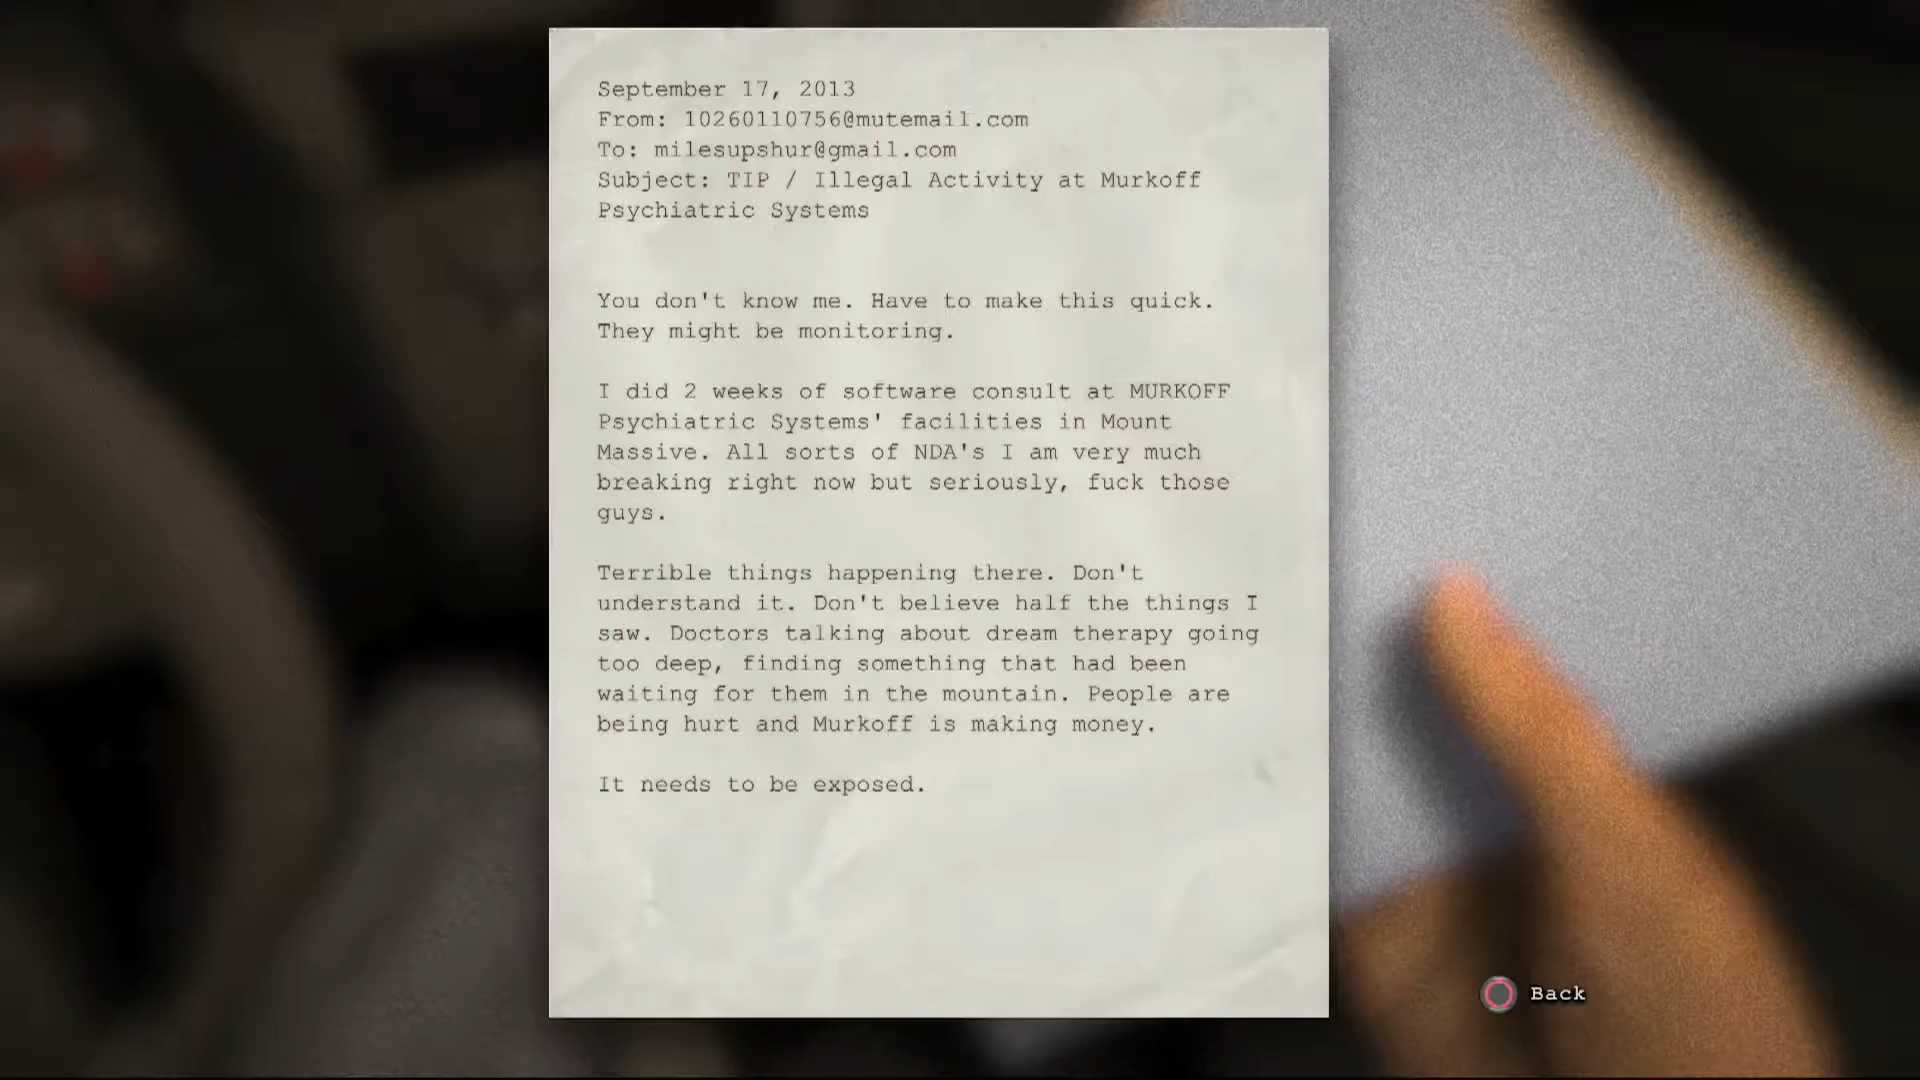 September 17, 2013
From: 10260110756@mutemail.com
To: milesupshur@gmail.com
Subject: TIP / Illegal Activity at Murkoff
Psychiatric Systems
You don't know me. Have to make this quick.
They might be monitoring.
I did 2 weeks of software consult at MURKOFF
Psychiatric Systems' facilities in Mount
Massive. All sorts of NDA's I am very much
breaking right now but seriously, fuck those
guys.
Terrible things happening there. Don't
understand it. Don't believe half the things I
saw. Doctors talking about dream therapy going
too deep, finding something that had been
waiting for them in the mountain. People are
being hurt and Murkoff is making money.
It needs to be exposed.
Back